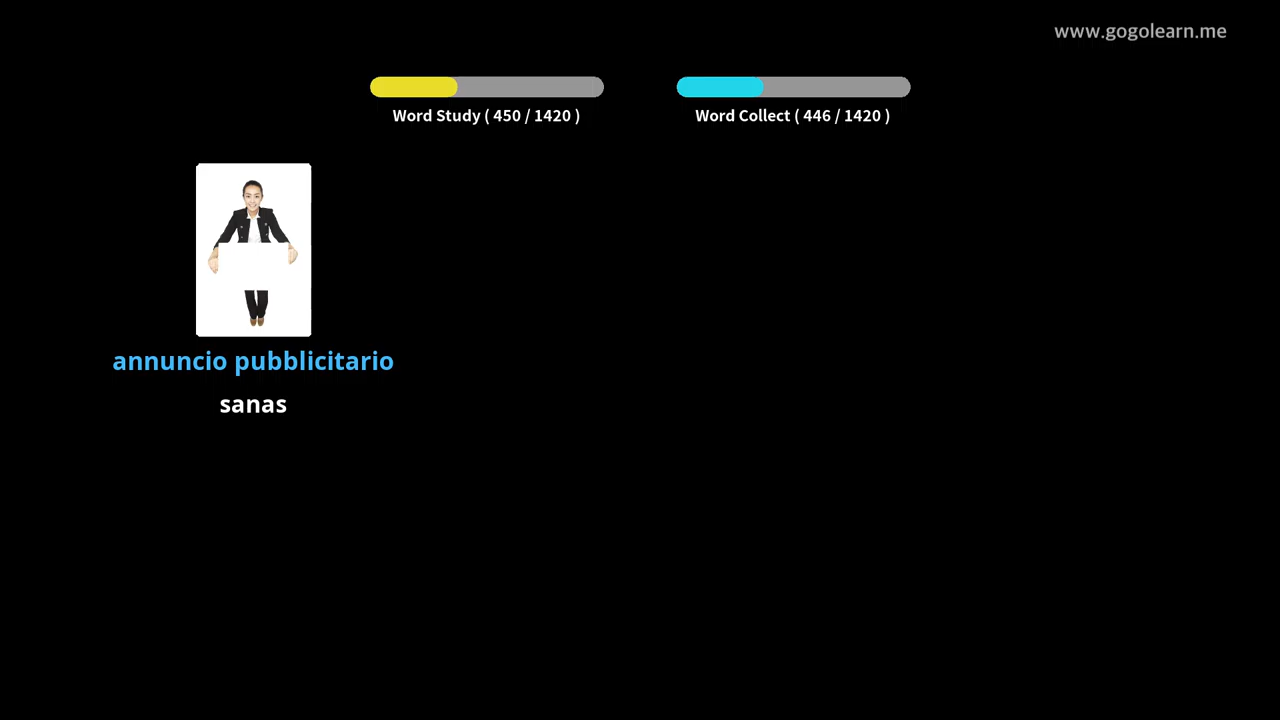 www.gogolearn.me
Word Study ( 450 / 1420 )
Word Collect ( 446 / 1420 )
annuncio pubblicitario
sanas